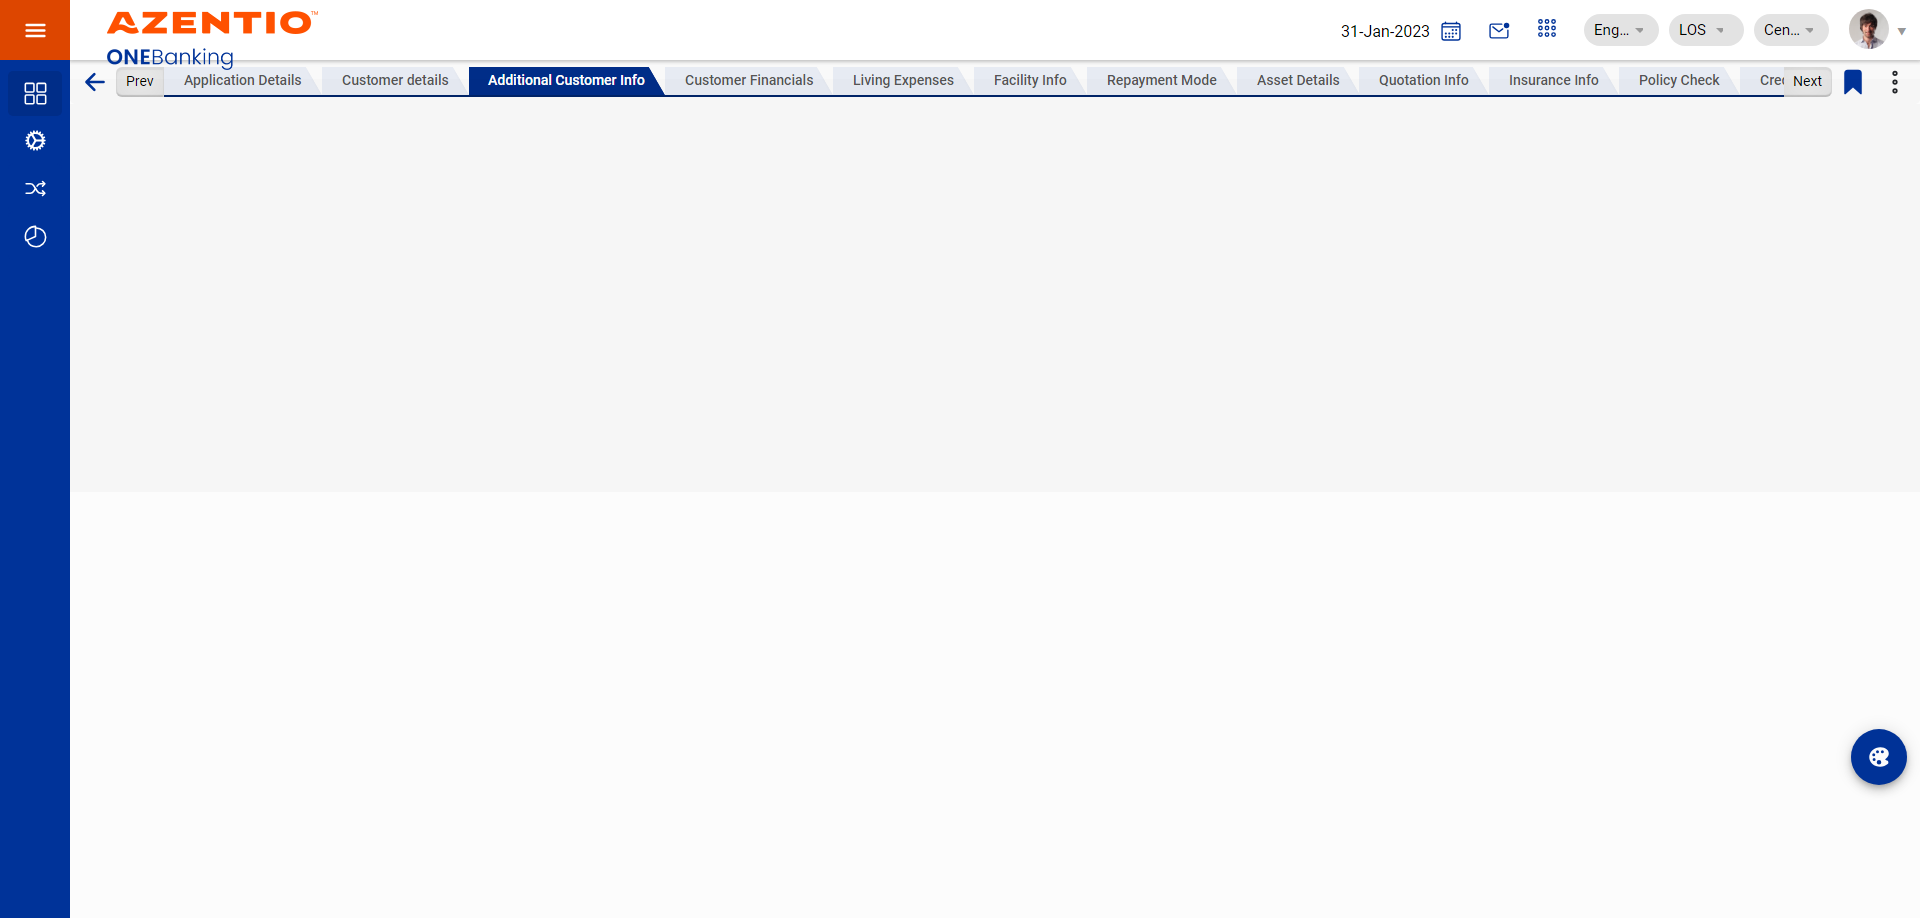 AZENTIO™
ONEBanking
31-Jan-2023
Eng...
LOS
Cen...
Prev
Application Details
Customer details
Additional Customer Info
Customer Financials
Living Expenses
Facility Info
Repayment Mode
Asset Details
Quotation Info
Insurance Info
Policy Check
Cre
Next